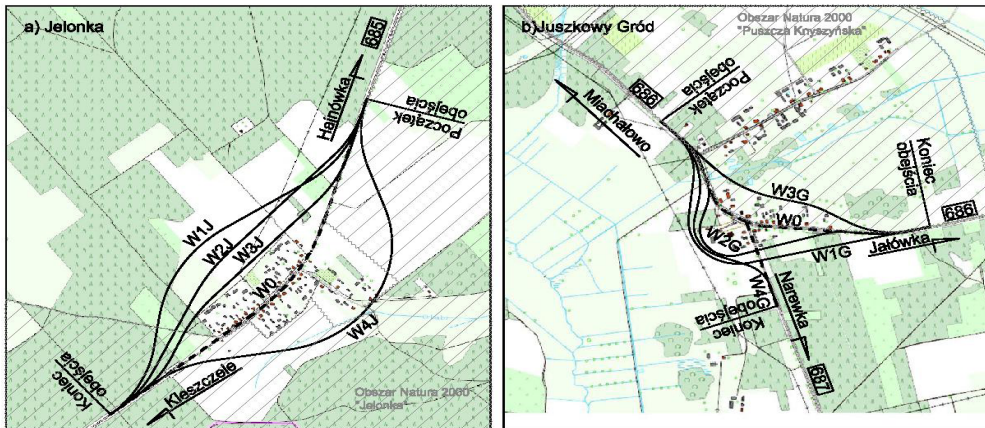 a) Jelonka
685
Hajnówka
Początek
obejścia
W1J
W2J
W3J
W0
W4J
Koniec
obejścia
Kleszczele
Obszar Natura 2000
"Jelonka"
b)Juszkowy Gród
Obszar Natura 2000
"Puszcza Knyszyńska"
686
Początek
obejścia
Miachałowo
Koniec
obejścia
W3G
W0
686
W2G
Jałówka
W1G
W4G
Narewka
Koniec
obejścia
687